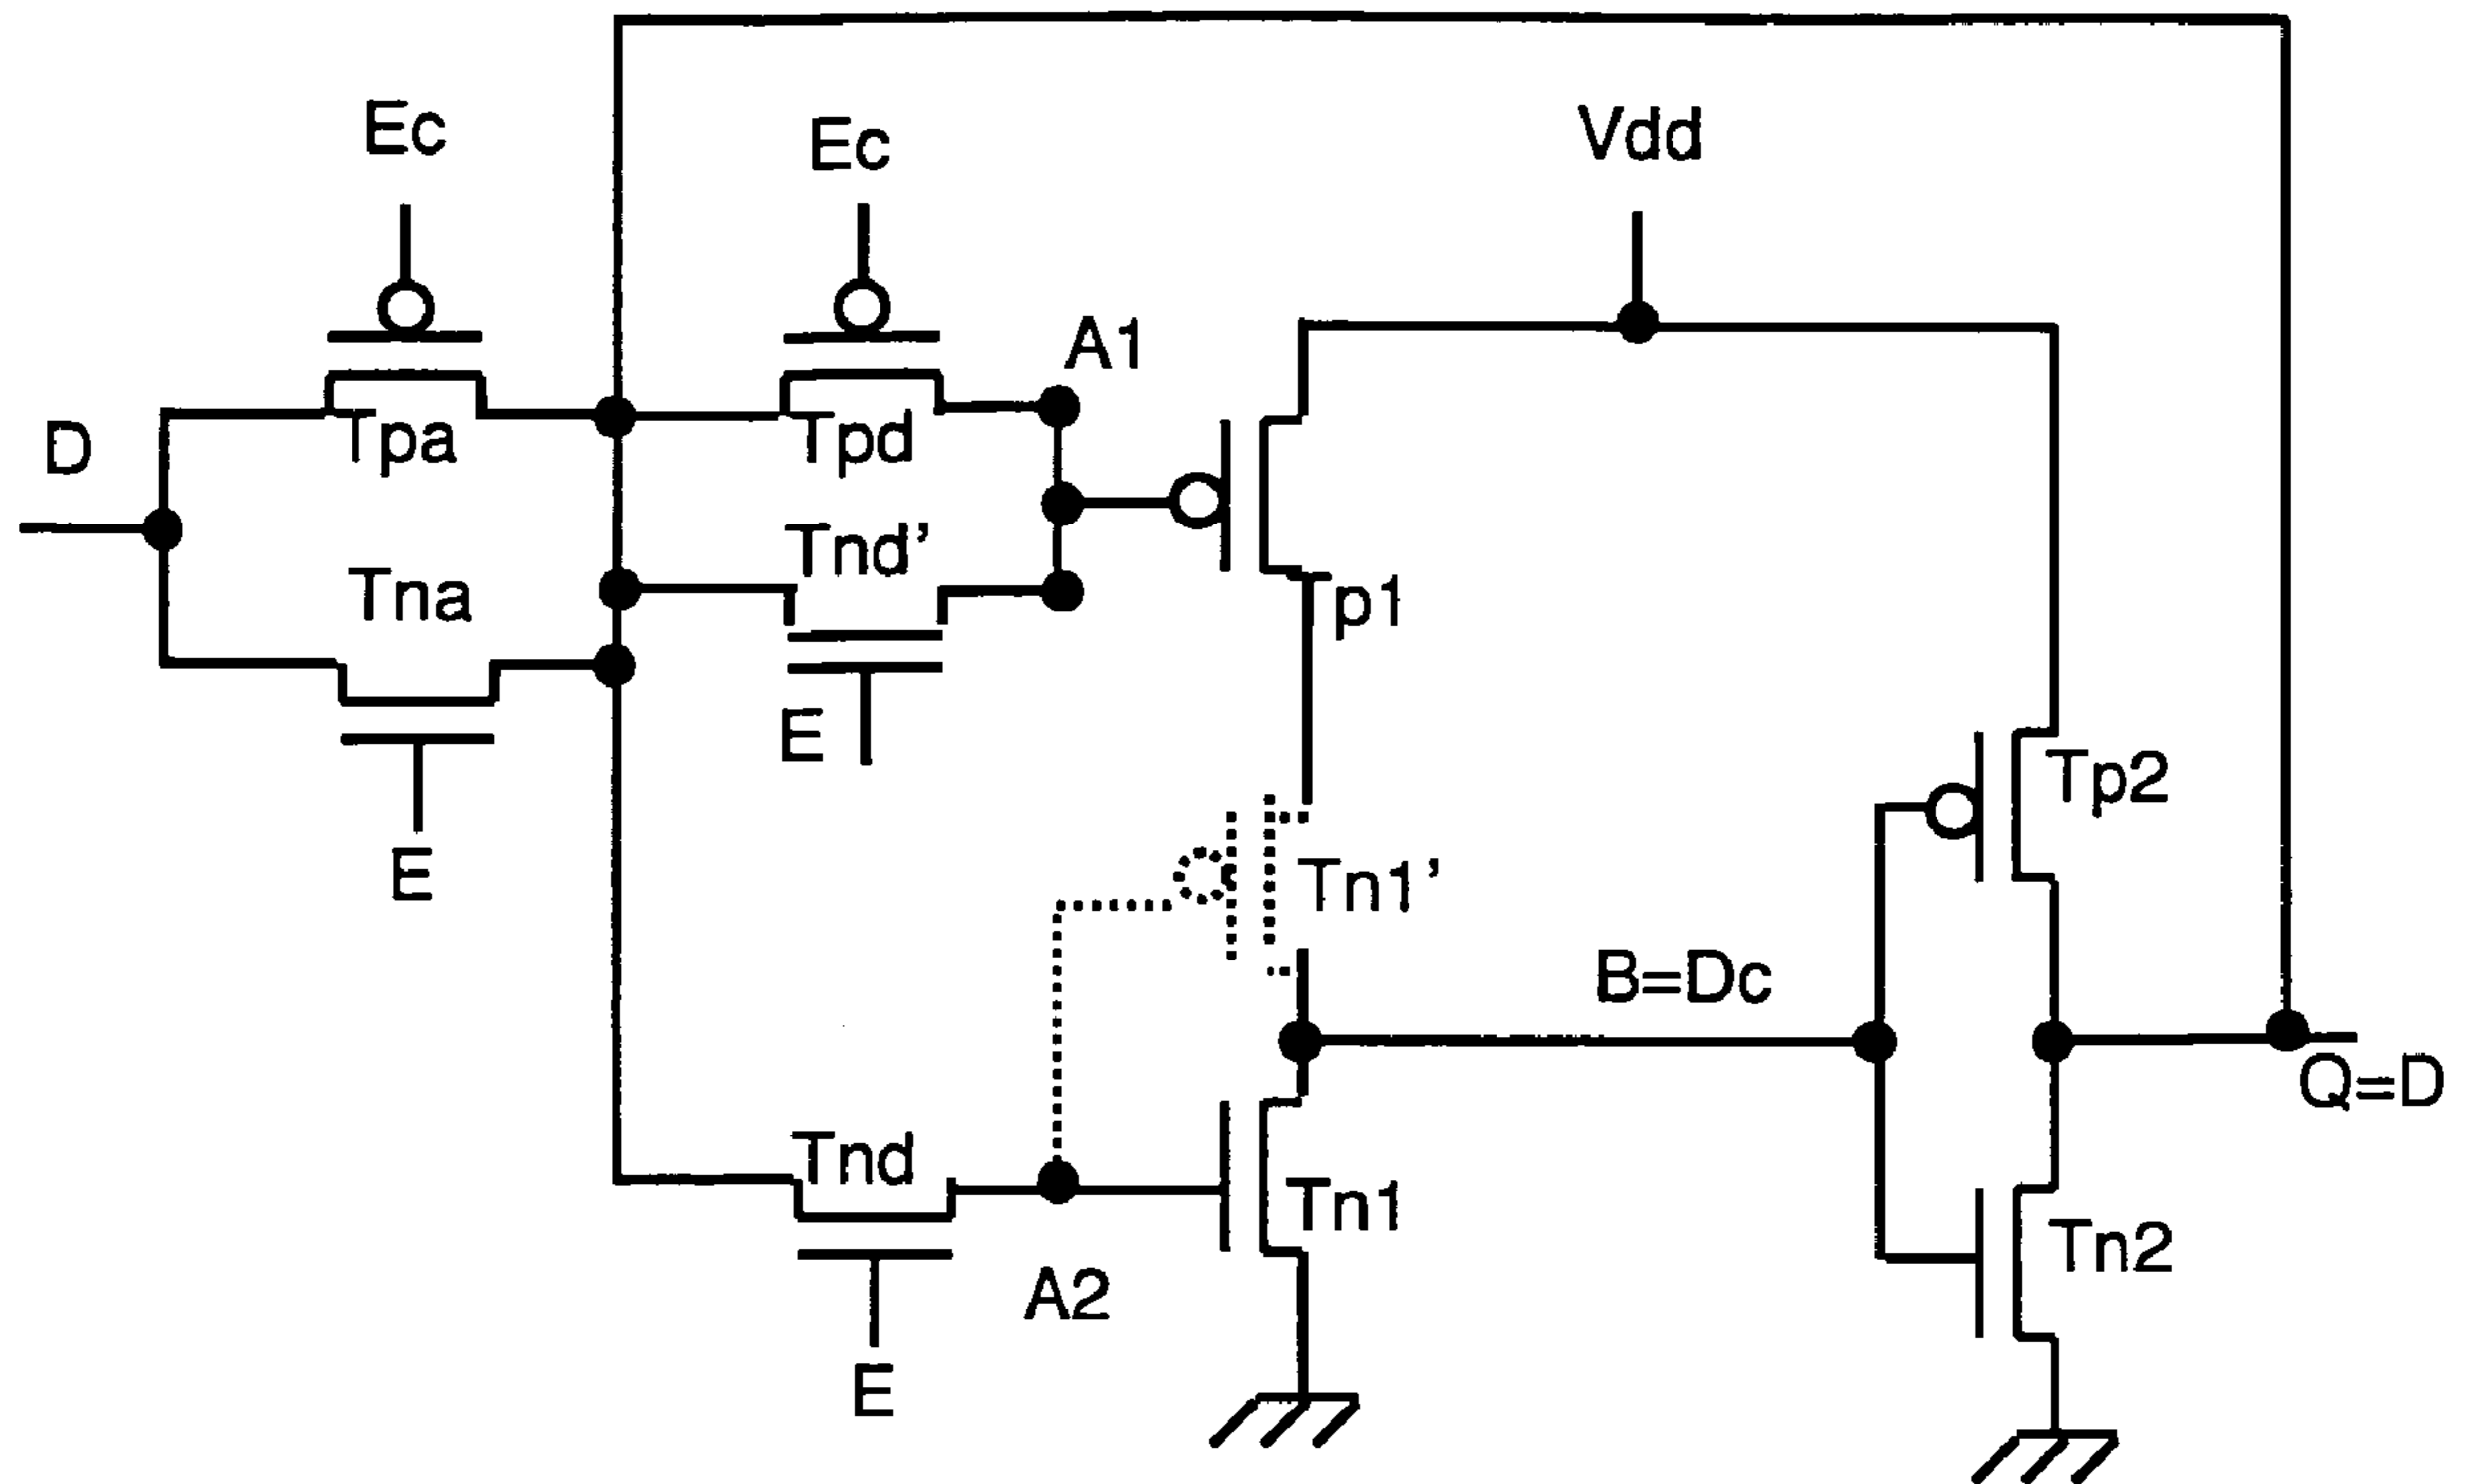 Ec
Ec
Vdd
A1
D
Tpa
Tpd
Tnd'
Tna
Tp1
E
Tp2
E
Tn1'
B=Dc
Q=D
Tnd
Tn1
Tn2
A2
E